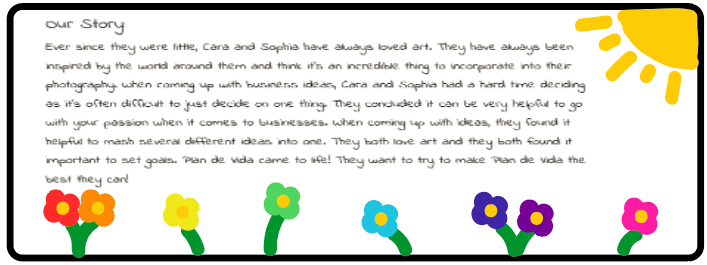 Our Story
Ever since they were little, Cara and Sophia have always loved art. They have always been
inspired by the world around them and think it's an incredible thing to incorporate into their
photography. When coming up with business ideas, Cara and Sophia had a hard time deciding
as it's often difficult to just decide on one thing. They concluded it can be very helpful to go
with your passion when it comes to businesses. When coming up with ideas, they found it
helpful to mash several different ideas into one. They both love art and they both found it
important to set goals. Plan de Vida came to life! They want to try to make Plan de Vida the
best they can!